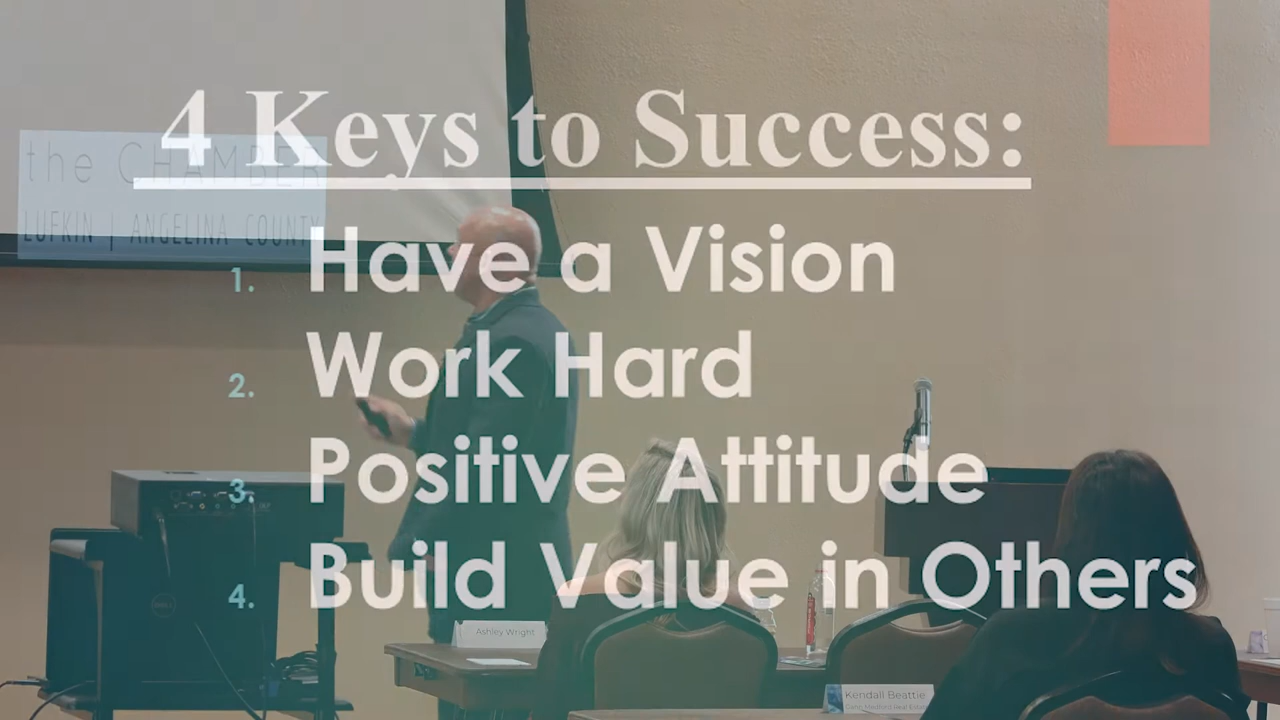 4 Keys to Success:
the CHAMBER
LUFKIN | ANGELINA COUNTY
1. Have a Vision
2. Work Hard
3. Positive Attitude
4. Build Value in Others
DELL
Ashley Wright
Kendall Beattie